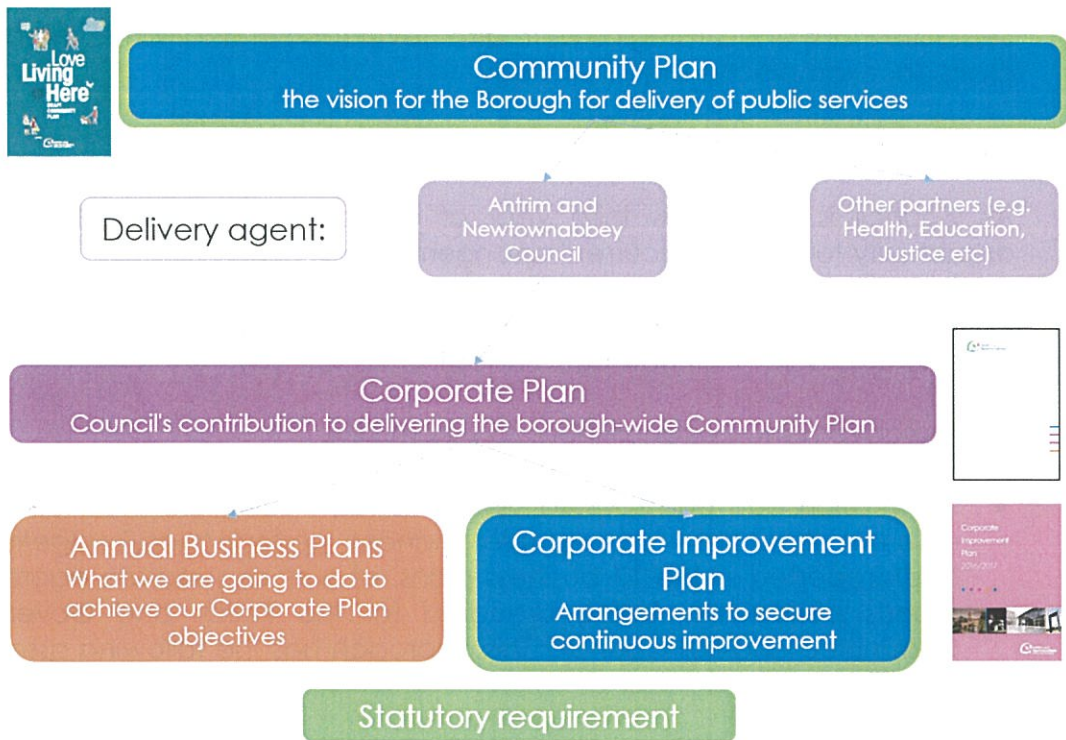 Love
Living
Here
Community Plan
the vision for the Borough for delivery of public services
Delivery agent:
Antrim and
Newtownabbey
Council
Other partners (e.g.
Health, Education,
Justice etc)
Corporate Plan
Council's contribution to delivering the borough-wide Community Plan
Annual Business Plans
What we are going to do to
achieve our Corporate Plan
objectives
Corporate Improvement
Plan
Arrangements to secure
continuous improvement
Corporate
Improvement
Plan
2016/2017
Statutory requirement